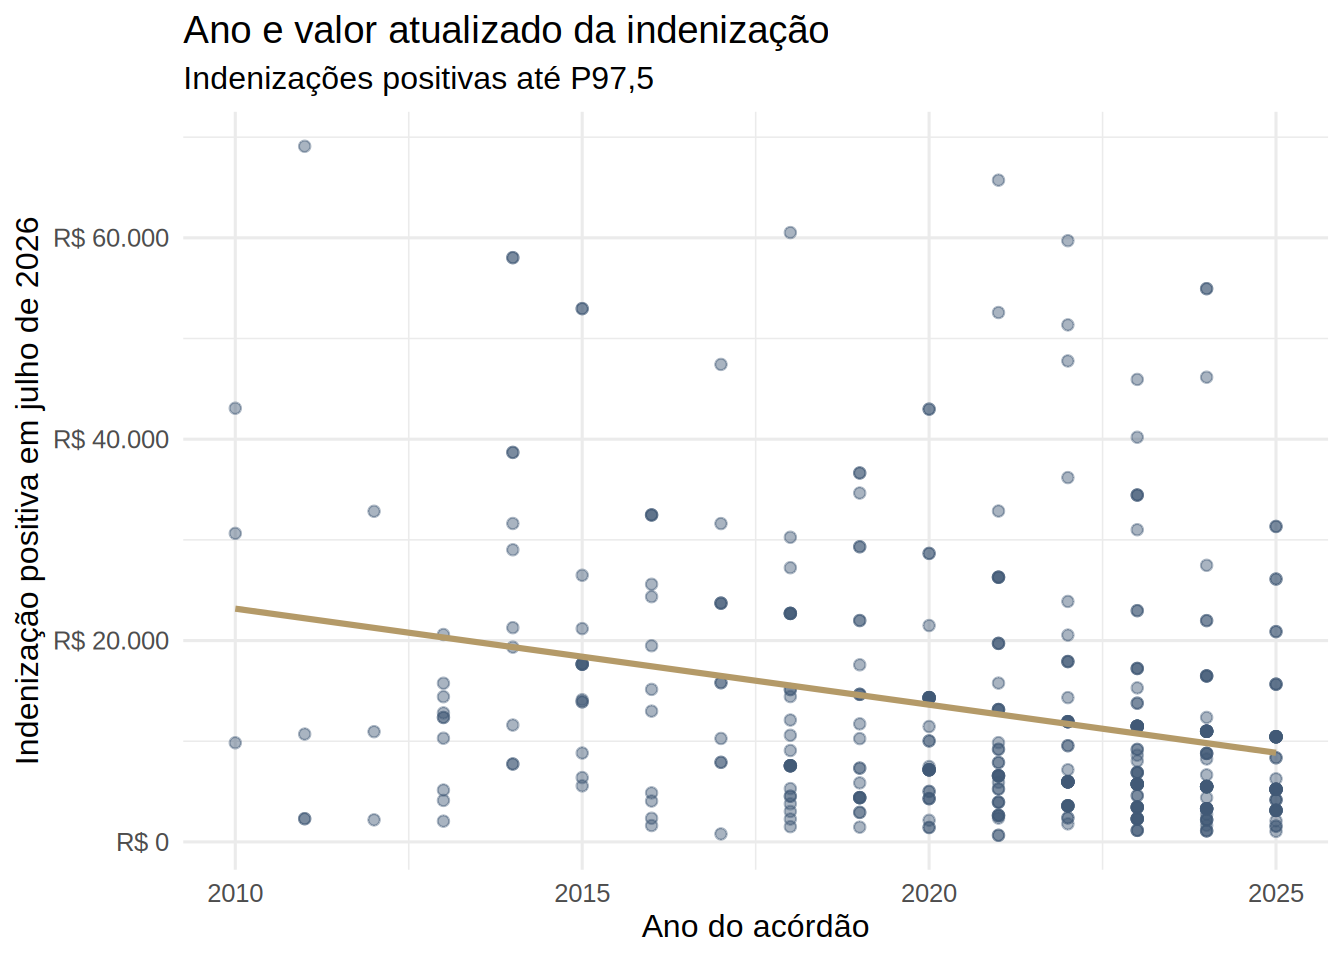 Ano e valor atualizado da indenização
Indenizações positivas até P97,5
Indenização positiva em julho de 2026
R$ 60.000
R$ 40.000
R$ 20.000
R$ 0
2010
2015
2020
2025
Ano do acórdão